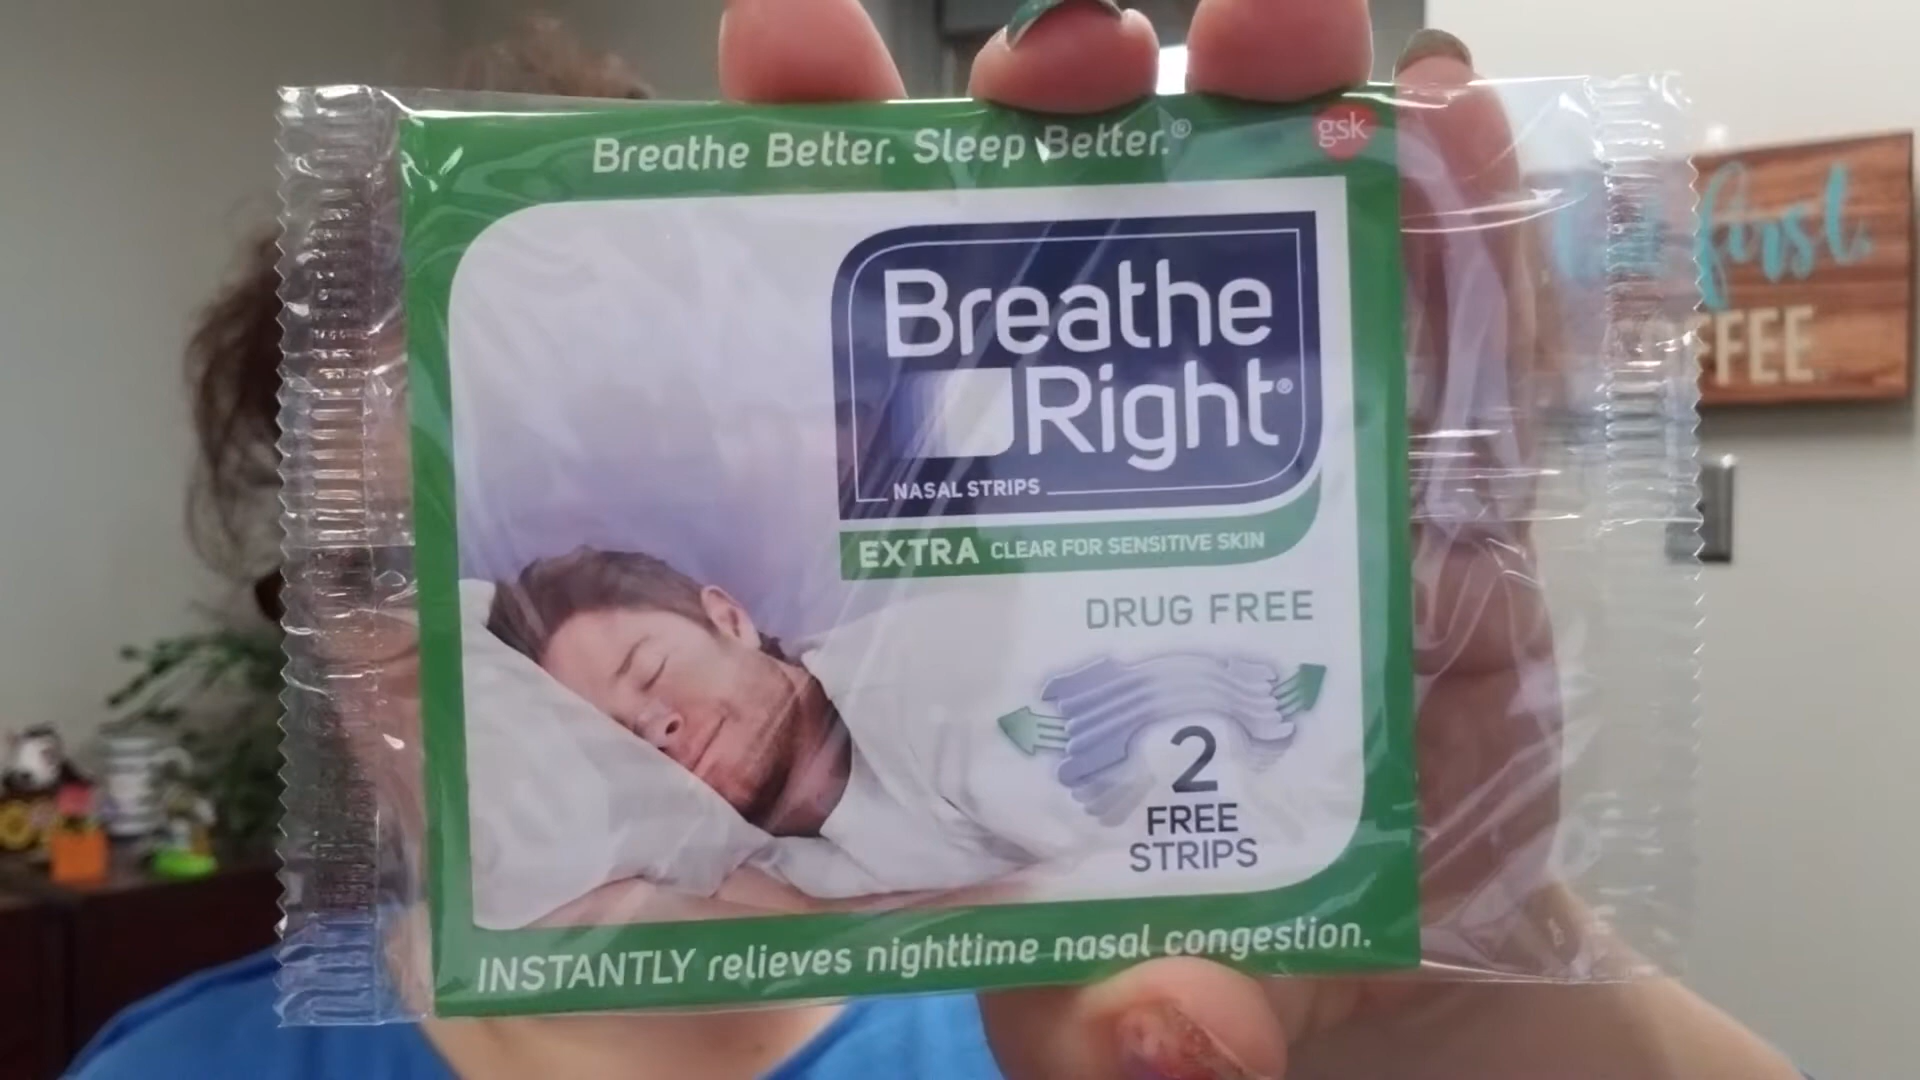 Breathe Better. Sleep Better.®
gsk
Breathe
Right®
NASAL STRIPS
EXTRA CLEAR FOR SENSITIVE SKIN
DRUG FREE
2
FREE
STRIPS
INSTANTLY relieves nighttime nasal congestion.
first,